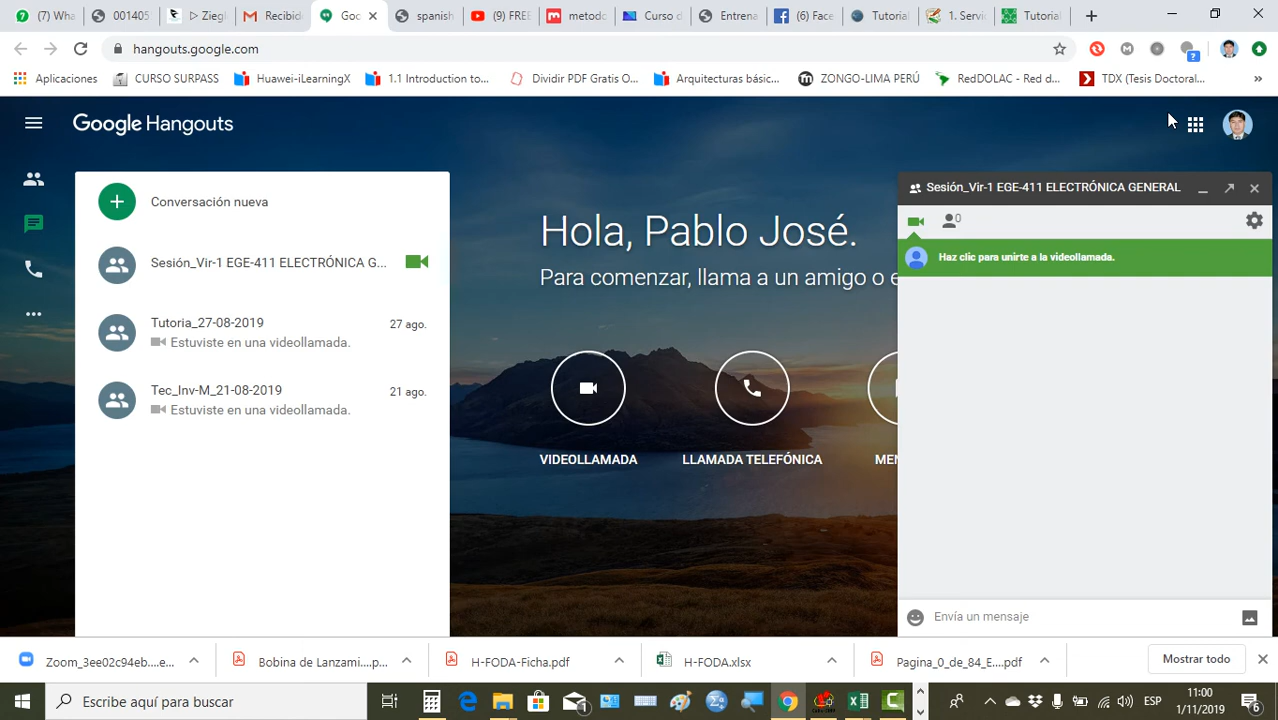 (7) Wha
001405
▷ Ziegl
Recibid
Goc
spanish
(9) FREE
metodo
Curso d
Entrena
(6) Face
Tutorial
1. Servic
Tutorial
hangouts.google.com
Aplicaciones
CURSO SURPASS
Huawei-iLearningX
1.1 Introduction to...
Dividir PDF Gratis O...
Arquitecturas básic...
ZONGO-LIMA PERÚ
RedDOLAC - Red d...
TDX (Tesis Doctoral...
»
Google Hangouts
Conversación nueva
Sesión_Vir-1 EGE-411 ELECTRÓNICA G...
Tutoria_27-08-2019
27 ago.
Estuviste en una videollamada.
Tec_Inv-M_21-08-2019
21 ago.
Estuviste en una videollamada.
Hola, Pablo José.
Para comenzar, llama a un amigo o e
VIDEOLLAMADA
LLAMADA TELEFÓNICA
MEN
Sesión_Vir-1 EGE-411 ELECTRÓNICA GENERAL
0
Haz clic para unirte a la videollamada.
Envía un mensaje
Zoom_3ee02c94eb....e...
Bobina de Lanzami....p...
H-FODA-Ficha.pdf
H-FODA.xlsx
Pagina_0_de_84_E....pdf
Mostrar todo
Escribe aquí para buscar
1
ESP
11:00
1/11/2019
6